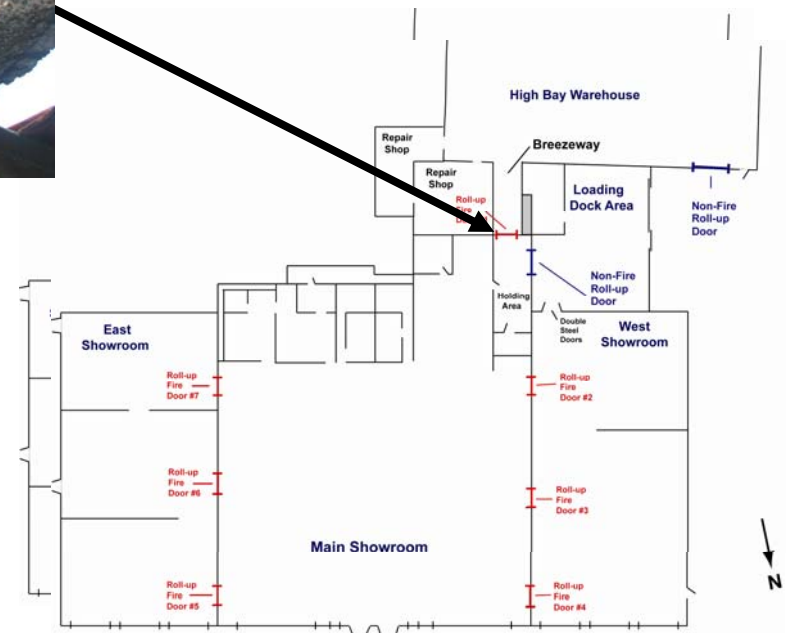 High Bay Warehouse
Repair
Shop
Breezeway
Repair
Shop
Roll-up
Fire
Loading
Dock Area
Non-Fire
Roll-up
Door
Non-Fire
Roll-up
Door
Holding
Area
Double
Steel
Doors
East
Showroom
West
Showroom
Roll-up
Fire
Door #7
Roll-up
Fire
Door #2
Roll-up
Fire
Door #6
Roll-up
Fire
Door #3
Main Showroom
Roll-up
Fire
Door #5
Roll-up
Fire
Door #4
N